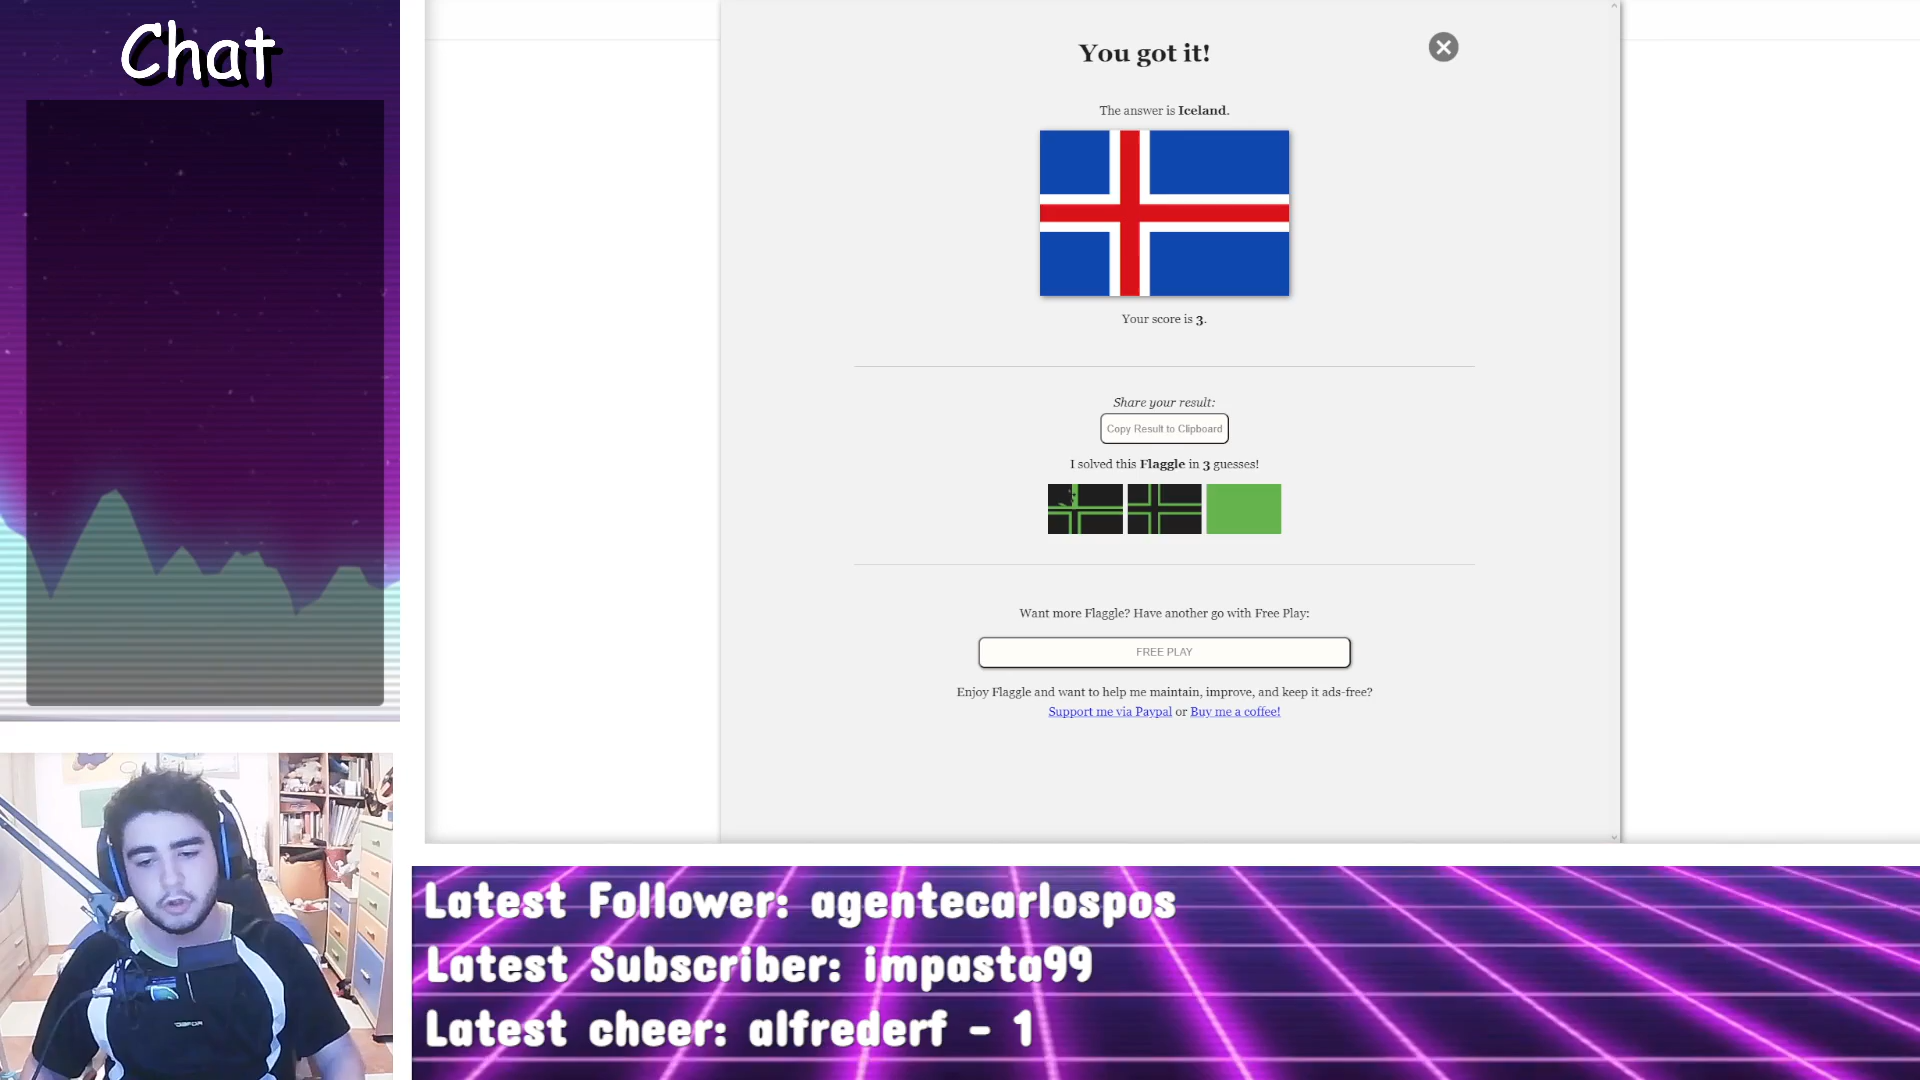 Chat
You got it!
The answer is Iceland.
Your score is 3.
Share your result:
Copy Result to Clipboard
I solved this Flaggle in 3 guesses!
Want more Flaggle? Have another go with Free Play:
FREE PLAY
Enjoy Flaggle and want to help me maintain, improve, and keep it ads-free?
Support me via Paypal or Buy me a coffee!
Latest Follower: agentecarlospos
Latest Subscriber: impasta99
Latest cheer: alfrederf - 1